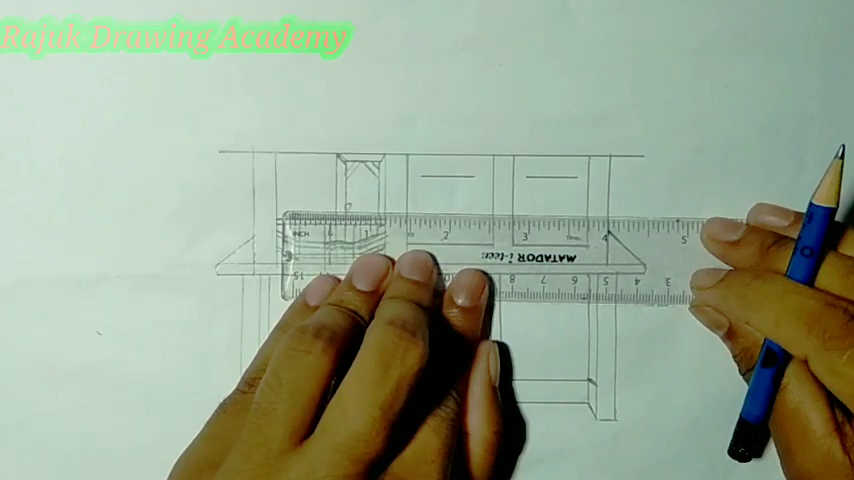 Rajuk Drawing Academy
INCH 1 2 3 4 5
MATADOR i-teen
15 8 7 6 5 4 3